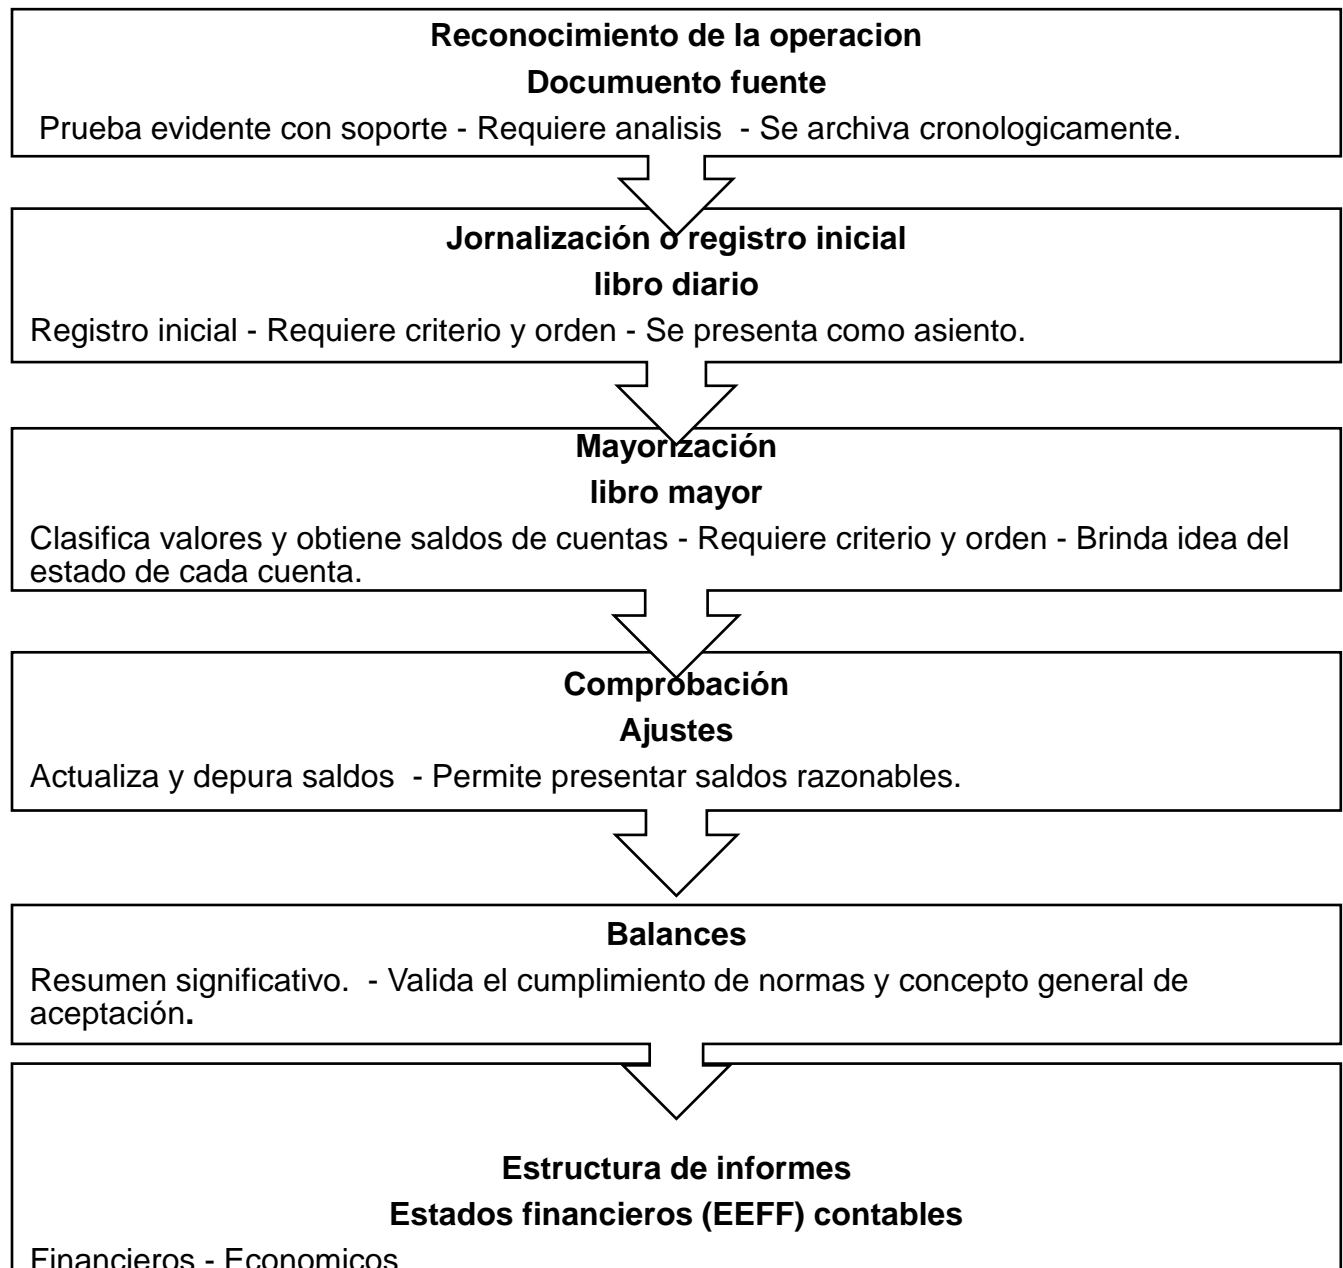 Reconocimiento de la operacion
Documuento fuente
Prueba evidente con soporte - Requiere analisis - Se archiva cronologicamente.
Jornalización o registro inicial
libro diario
Registro inicial - Requiere criterio y orden - Se presenta como asiento.
Mayorización
libro mayor
Clasifica valores y obtiene saldos de cuentas - Requiere criterio y orden - Brinda idea del
estado de cada cuenta.
Comprobación
Ajustes
Actualiza y depura saldos - Permite presentar saldos razonables.
Balances
Resumen significativo. - Valida el cumplimiento de normas y concepto general de
aceptación.
Estructura de informes
Estados financieros (EEFF) contables
Financieros - Economicos